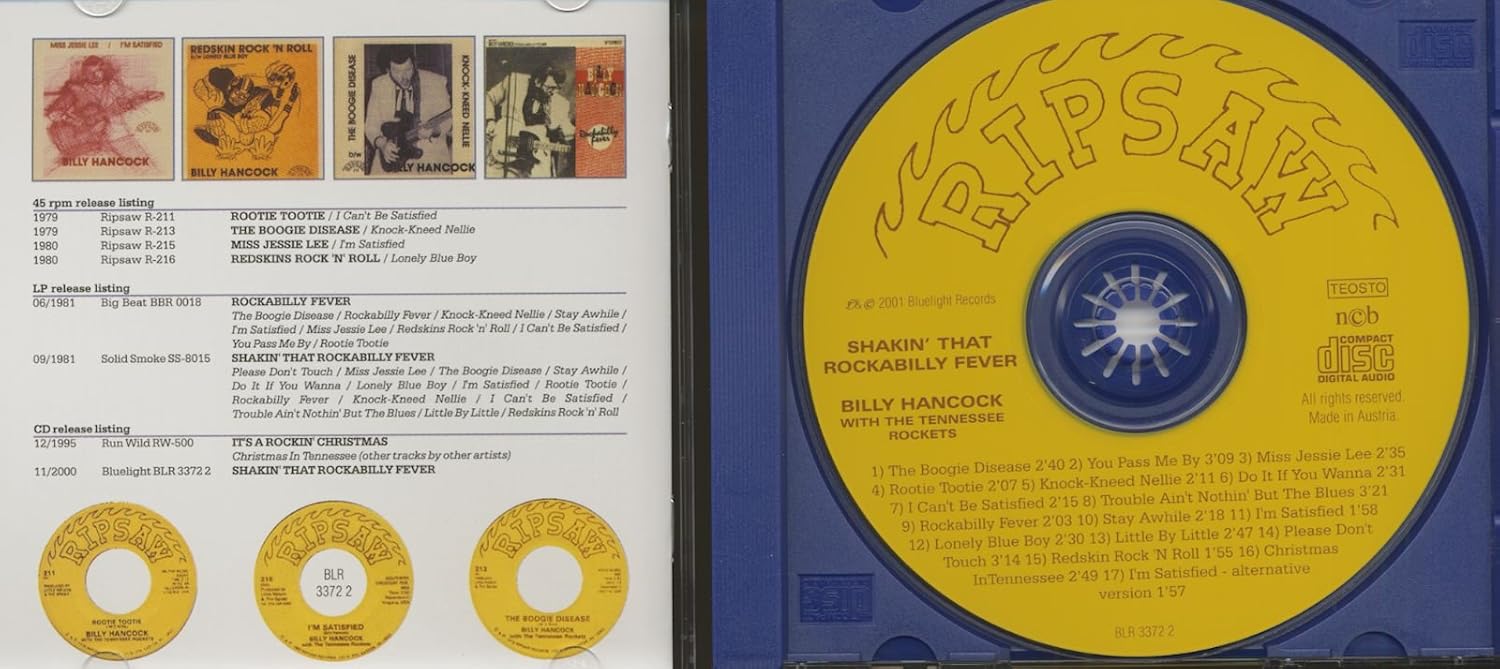 MISS JESSIE LEE / I'M SATISFIED
BILLY HANCOCK
REDSKIN ROCK 'N ROLL
B/W LONELY BLUE BOY
BILLY HANCOCK
THE BOOGIE DISEASE
b/w
KNOCK-KNEED NELLIE
BILLY HANCOCK
BILLY
HANCOCK
Rockabilly
Fever
45 rpm release listing
1979 Ripsaw R-211 ROOTIE TOOTIE / I Can't Be Satisfied
1979 Ripsaw R-213 THE BOOGIE DISEASE / Knock-Kneed Nellie
1980 Ripsaw R-215 MISS JESSIE LEE / I'm Satisfied
1980 Ripsaw R-216 REDSKINS ROCK 'N' ROLL / Lonely Blue Boy
LP release listing
06/1981 Big Beat BBR 0018 ROCKABILLY FEVER
The Boogie Disease / Rockabilly Fever / Knock-Kneed Nellie / Stay Awhile /
I'm Satisfied / Miss Jessie Lee / Redskins Rock 'n' Roll / I Can't Be Satisfied /
You Pass Me By / Rootie Tootie
09/1981 Solid Smoke SS-8015 SHAKIN' THAT ROCKABILLY FEVER
Please Don't Touch / Miss Jessie Lee / The Boogie Disease / Stay Awhile /
Do It If You Wanna / Lonely Blue Boy / I'm Satisfied / Rootie Tootie /
Rockabilly Fever / Knock-Kneed Nellie / I Can't Be Satisfied /
Trouble Ain't Nothin' But The Blues / Little By Little / Redskins Rock 'n' Roll
CD release listing
12/1995 Run Wild RW-500 IT'S A ROCKIN' CHRISTMAS
Christmas In Tennessee (other tracks by other artists)
11/2000 Bluelight BLR 3372 2 SHAKIN' THAT ROCKABILLY FEVER
RIPSAW
211
ROOTIE TOOTIE
BILLY HANCOCK
WITH THE TENNESSEE ROCKETS
RIPSAW
215
BLR
3372 2
I'M SATISFIED
BILLY HANCOCK
with The Tennessee Rockets
RIPSAW
213
THE BOOGIE DISEASE
BILLY HANCOCK
with The Tennessee Rockets
RIPSAW
℗ & © 2001 Bluelight Records
SHAKIN' THAT
ROCKABILLY FEVER
BILLY HANCOCK
WITH THE TENNESSEE
ROCKETS
TEOSTO
n©b
COMPACT
disc
DIGITAL AUDIO
All rights reserved.
Made in Austria.
1) The Boogie Disease 2'40 2) You Pass Me By 3'09 3) Miss Jessie Lee 2'35
4) Rootie Tootie 2'07 5) Knock-Kneed Nellie 2'11 6) Do It If You Wanna 2'31
7) I Can't Be Satisfied 2'15 8) Trouble Ain't Nothin' But The Blues 3'21
9) Rockabilly Fever 2'03 10) Stay Awhile 2'18 11) I'm Satisfied 1'58
12) Lonely Blue Boy 2'30 13) Little By Little 2'47 14) Please Don't
Touch 3'14 15) Redskin Rock 'N Roll 1'55 16) Christmas
InTennessee 2'49 17) I'm Satisfied - alternative
version 1'57
BLR 3372 2
disc